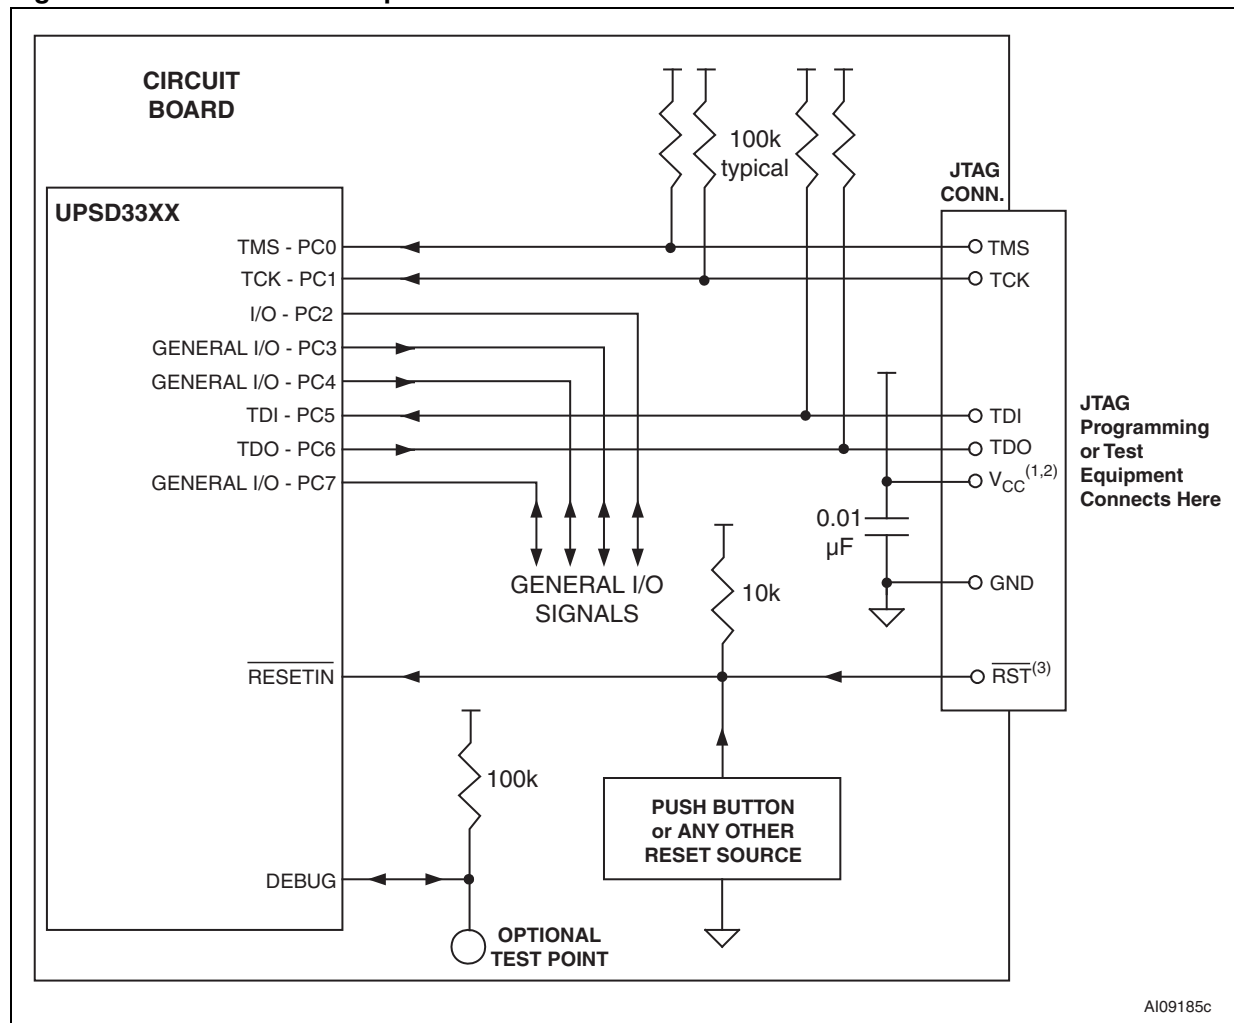 CIRCUIT
BOARD
100k
typical
JTAG
CONN.
UPSD33XX
TMS - PC0
TMS
TCK - PC1
TCK
I/O - PC2
GENERAL I/O - PC3
GENERAL I/O - PC4
TDI - PC5
TDI
TDO - PC6
TDO
GENERAL I/O - PC7
VCC(1,2)
JTAG
Programming
or Test
Equipment
Connects Here
0.01
µF
GENERAL I/O
SIGNALS
10k
GND
RESETIN
RST(3)
100k
PUSH BUTTON
or ANY OTHER
RESET SOURCE
DEBUG
OPTIONAL
TEST POINT
AI09185c